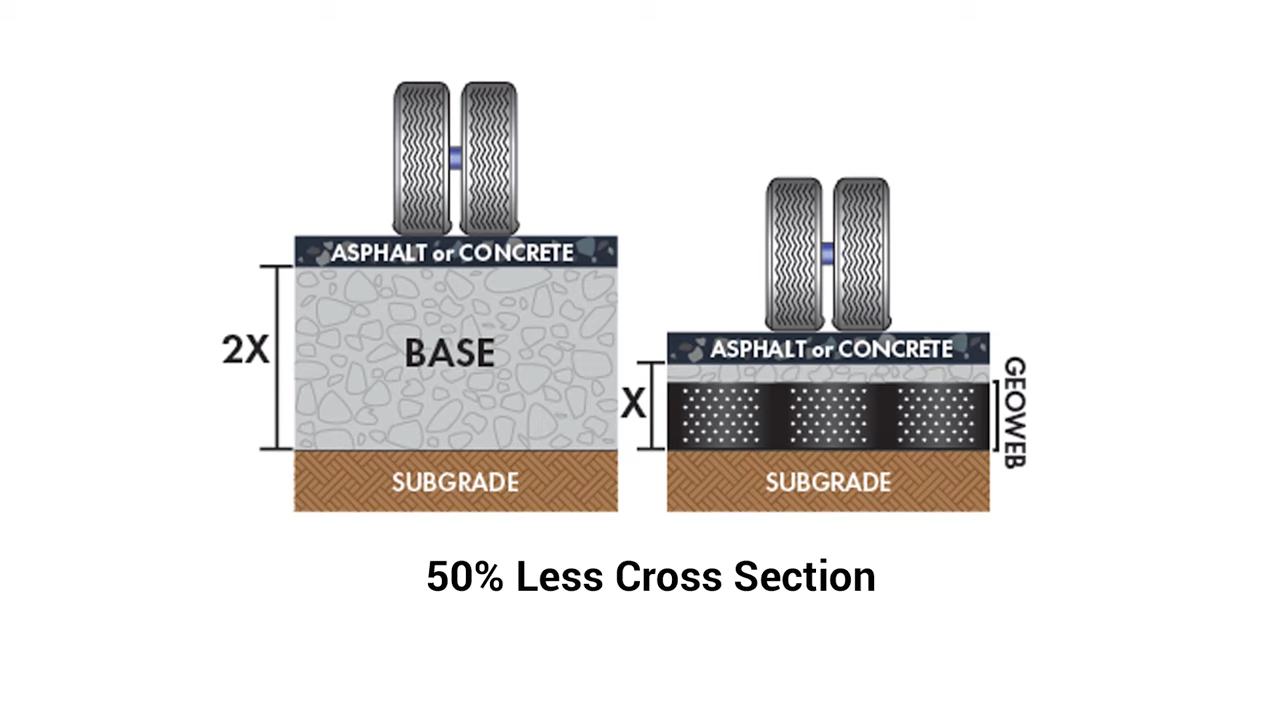 ASPHALT or CONCRETE
2X
BASE
SUBGRADE
ASPHALT or CONCRETE
X
GEOWEB
SUBGRADE
50% Less Cross Section